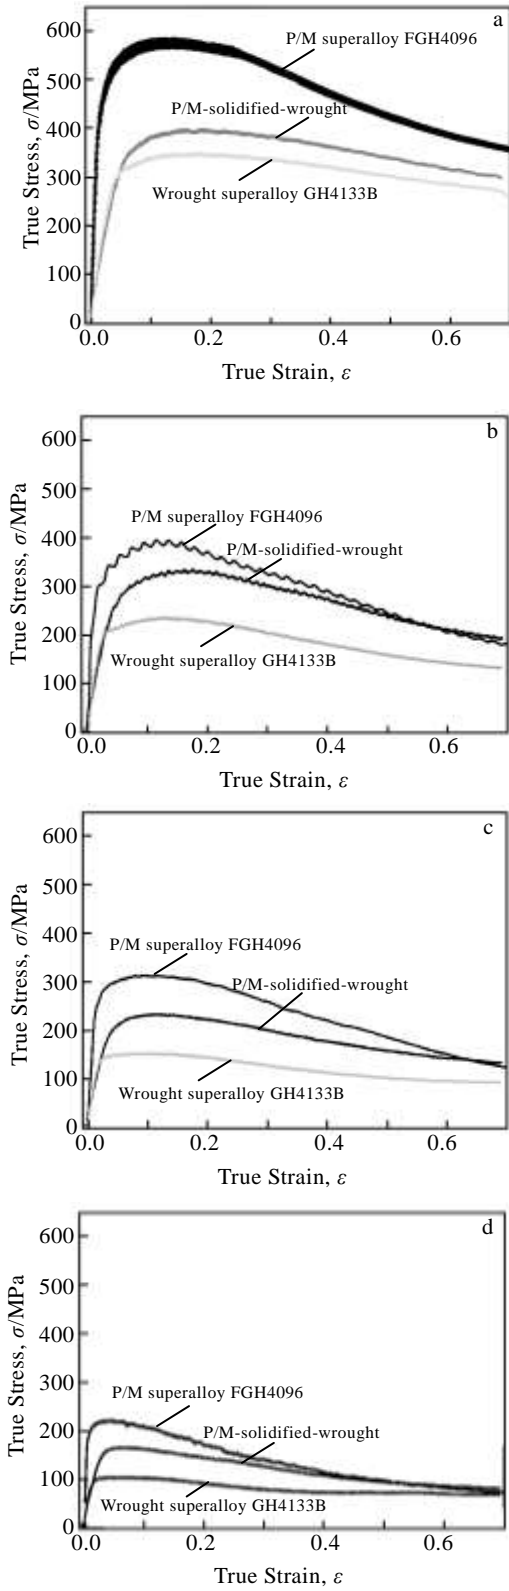 a
600
500
400
300
200
100
0
True Stress, σ/MPa
P/M superalloy FGH4096
P/M-solidified-wrought
Wrought superalloy GH4133B
0.0 0.2 0.4 0.6
True Strain, ε
b
600
500
400
300
200
100
0
True Stress, σ/MPa
P/M superalloy FGH4096
P/M-solidified-wrought
Wrought superalloy GH4133B
0.0 0.2 0.4 0.6
True Strain, ε
c
600
500
400
300
200
100
0
True Stress, σ/MPa
P/M superalloy FGH4096
P/M-solidified-wrought
Wrought superalloy GH4133B
0.0 0.2 0.4 0.6
True Strain, ε
d
600
500
400
300
200
100
0
True Stress, σ/MPa
P/M superalloy FGH4096
P/M-solidified-wrought
Wrought superalloy GH4133B
0.0 0.2 0.4 0.6
True Strain, ε